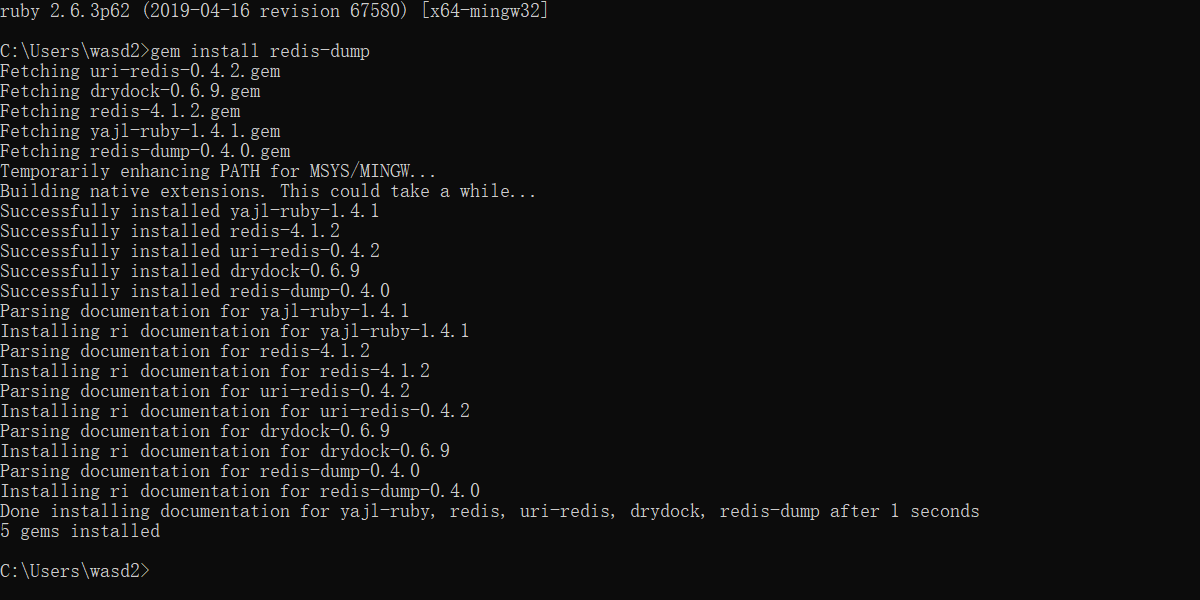 ruby 2.6.3p62 (2019-04-16 revision 67580) [x64-mingw32]
C:\Users\wasd2>gem install redis-dump
Fetching uri-redis-0.4.2.gem
Fetching drydock-0.6.9.gem
Fetching redis-4.1.2.gem
Fetching yajl-ruby-1.4.1.gem
Fetching redis-dump-0.4.0.gem
Temporarily enhancing PATH for MSYS/MINGW...
Building native extensions. This could take a while...
Successfully installed yajl-ruby-1.4.1
Successfully installed redis-4.1.2
Successfully installed uri-redis-0.4.2
Successfully installed drydock-0.6.9
Successfully installed redis-dump-0.4.0
Parsing documentation for yajl-ruby-1.4.1
Installing ri documentation for yajl-ruby-1.4.1
Parsing documentation for redis-4.1.2
Installing ri documentation for redis-4.1.2
Parsing documentation for uri-redis-0.4.2
Installing ri documentation for uri-redis-0.4.2
Parsing documentation for drydock-0.6.9
Installing ri documentation for drydock-0.6.9
Parsing documentation for redis-dump-0.4.0
Installing ri documentation for redis-dump-0.4.0
Done installing documentation for yajl-ruby, redis, uri-redis, drydock, redis-dump after 1 seconds
5 gems installed
C:\Users\wasd2>